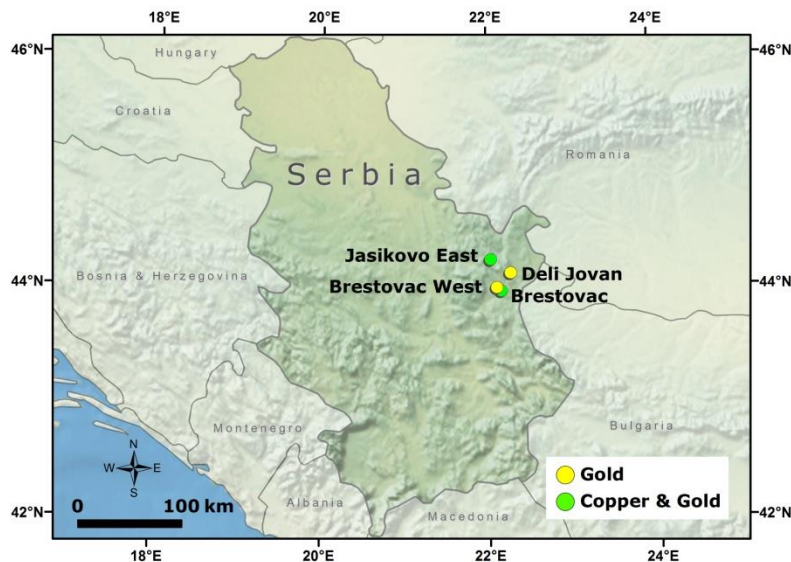 18°E 20°E 22°E 24°E
46°N 46°N
Hungary
Croatia
Romania
Serbia
Jasikovo East
Deli Jovan
44°N 44°N
Bosnia & Herzegovina
Brestovac West
Brestovac
Montenegro
Bulgaria
N
W E
S
Gold
Albania
0 100 km
Copper & Gold
42°N 42°N
Macedonia
18°E 20°E 22°E 24°E